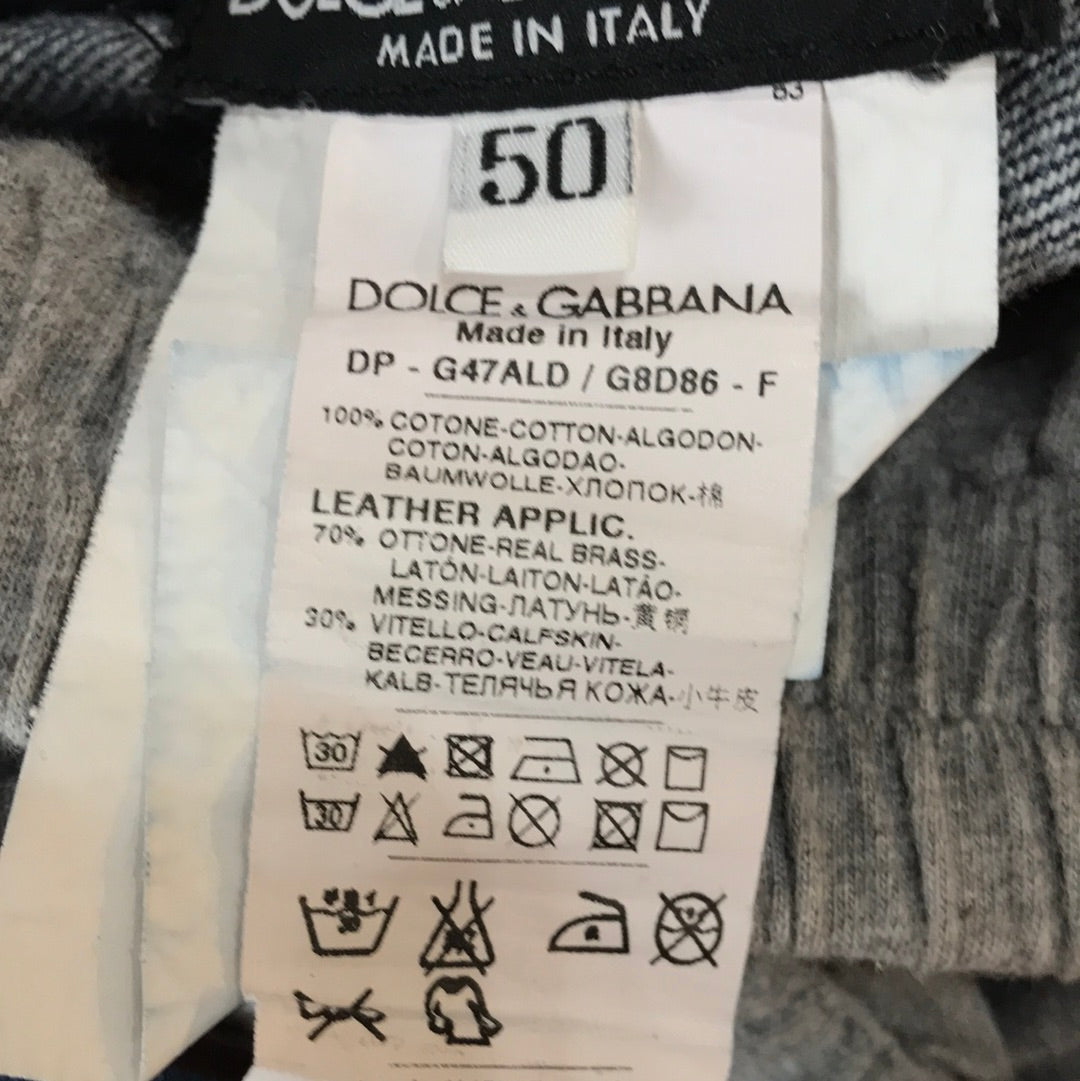 MADE IN ITALY
50
DOLCE & GABBANA
Made in Italy
DP - G47ALD / G8D86 - F
100% COTONE-COTTON-ALGODON-
COTON-ALGODAO-
BAUMWOLLE-ХЛОПОК-棉
LEATHER APPLIC.
70% OTTONE-REAL BRASS-
LATÓN-LAITON-LATÃO-
MESSING-ЛАТУНЬ-黄铜
30% VITELLO-CALFSKIN-
BECERRO-VEAU-VITELA-
KALB-ТЕЛЯЧЬЯ КОЖА-小牛皮
30
30
30